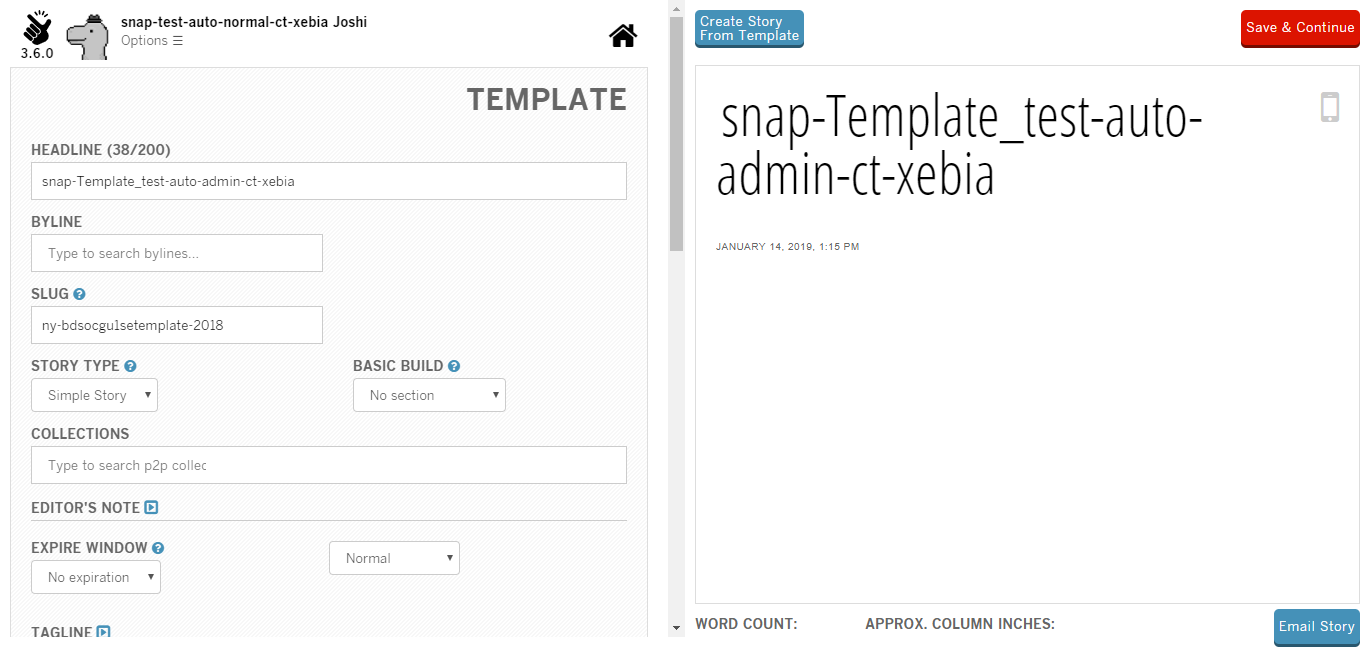 snap-test-auto-normal-ct-xebia Joshi
Options ☰
3.6.0
TEMPLATE
HEADLINE (38/200)
snap-Template_test-auto-admin-ct-xebia
BYLINE
Type to search bylines...
SLUG ?
ny-bdsocgu1setemplate-2018
STORY TYPE ?
BASIC BUILD ?
Simple Story
No section
COLLECTIONS
Type to search p2p collec
EDITOR'S NOTE
EXPIRE WINDOW ?
Normal
No expiration
TAGLINE
Create Story
From Template
Save & Continue
snap-Template_test-auto-
admin-ct-xebia
JANUARY 14, 2019, 1:15 PM
WORD COUNT:
APPROX. COLUMN INCHES:
Email Story